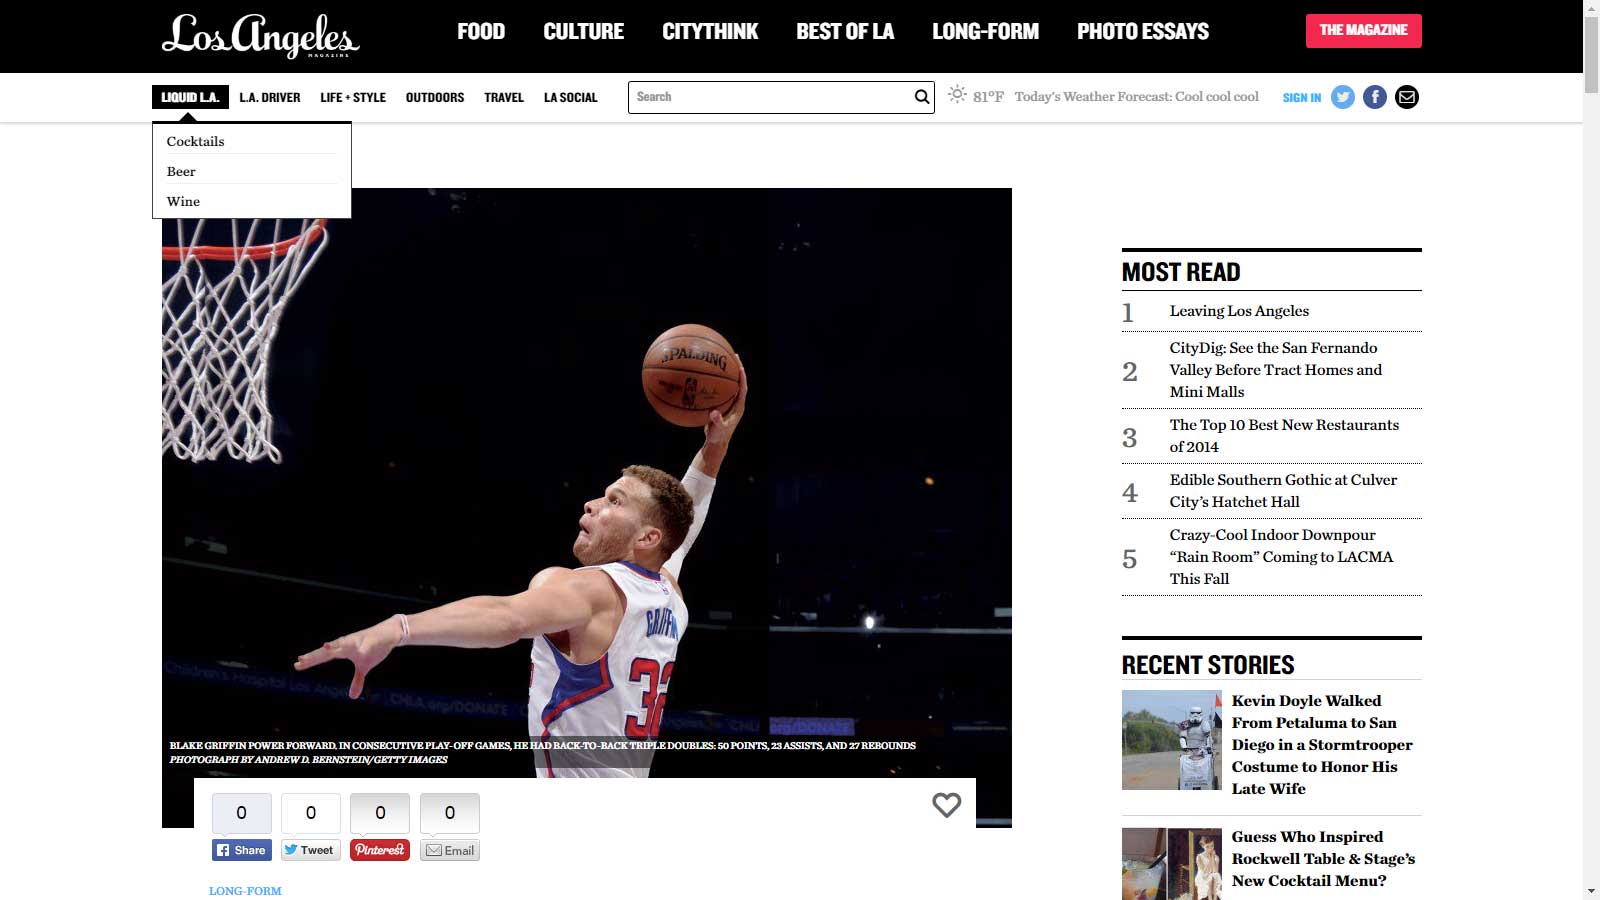 Los Angeles
MAGAZINE
FOOD
CULTURE
CITYTHINK
BEST OF LA
LONG-FORM
PHOTO ESSAYS
THE MAGAZINE
LIQUID L.A.
L.A. DRIVER
LIFE + STYLE
OUTDOORS
TRAVEL
LA SOCIAL
Search
81°F
Today's Weather Forecast: Cool cool cool
SIGN IN
Cocktails
Beer
Wine
SPALDING
GRIFFIN
32
Children's Hospital Los Angeles
CHLA.org/DONATE
BLAKE GRIFFIN POWER FORWARD, IN CONSECUTIVE PLAY-OFF GAMES, HE HAD BACK-TO-BACK TRIPLE DOUBLES: 50 POINTS, 23 ASSISTS, AND 27 REBOUNDS
PHOTOGRAPH BY ANDREW D. BERNSTEIN/GETTY IMAGES
0
0
0
0
Share
Tweet
Pinterest
Email
LONG-FORM
MOST READ
1 Leaving Los Angeles
2 CityDig: See the San Fernando
Valley Before Tract Homes and
Mini Malls
3 The Top 10 Best New Restaurants
of 2014
4 Edible Southern Gothic at Culver
City's Hatchet Hall
5 Crazy-Cool Indoor Downpour
“Rain Room” Coming to LACMA
This Fall
RECENT STORIES
Kevin Doyle Walked
From Petaluma to San
Diego in a Stormtrooper
Costume to Honor His
Late Wife
Guess Who Inspired
Rockwell Table & Stage's
New Cocktail Menu?